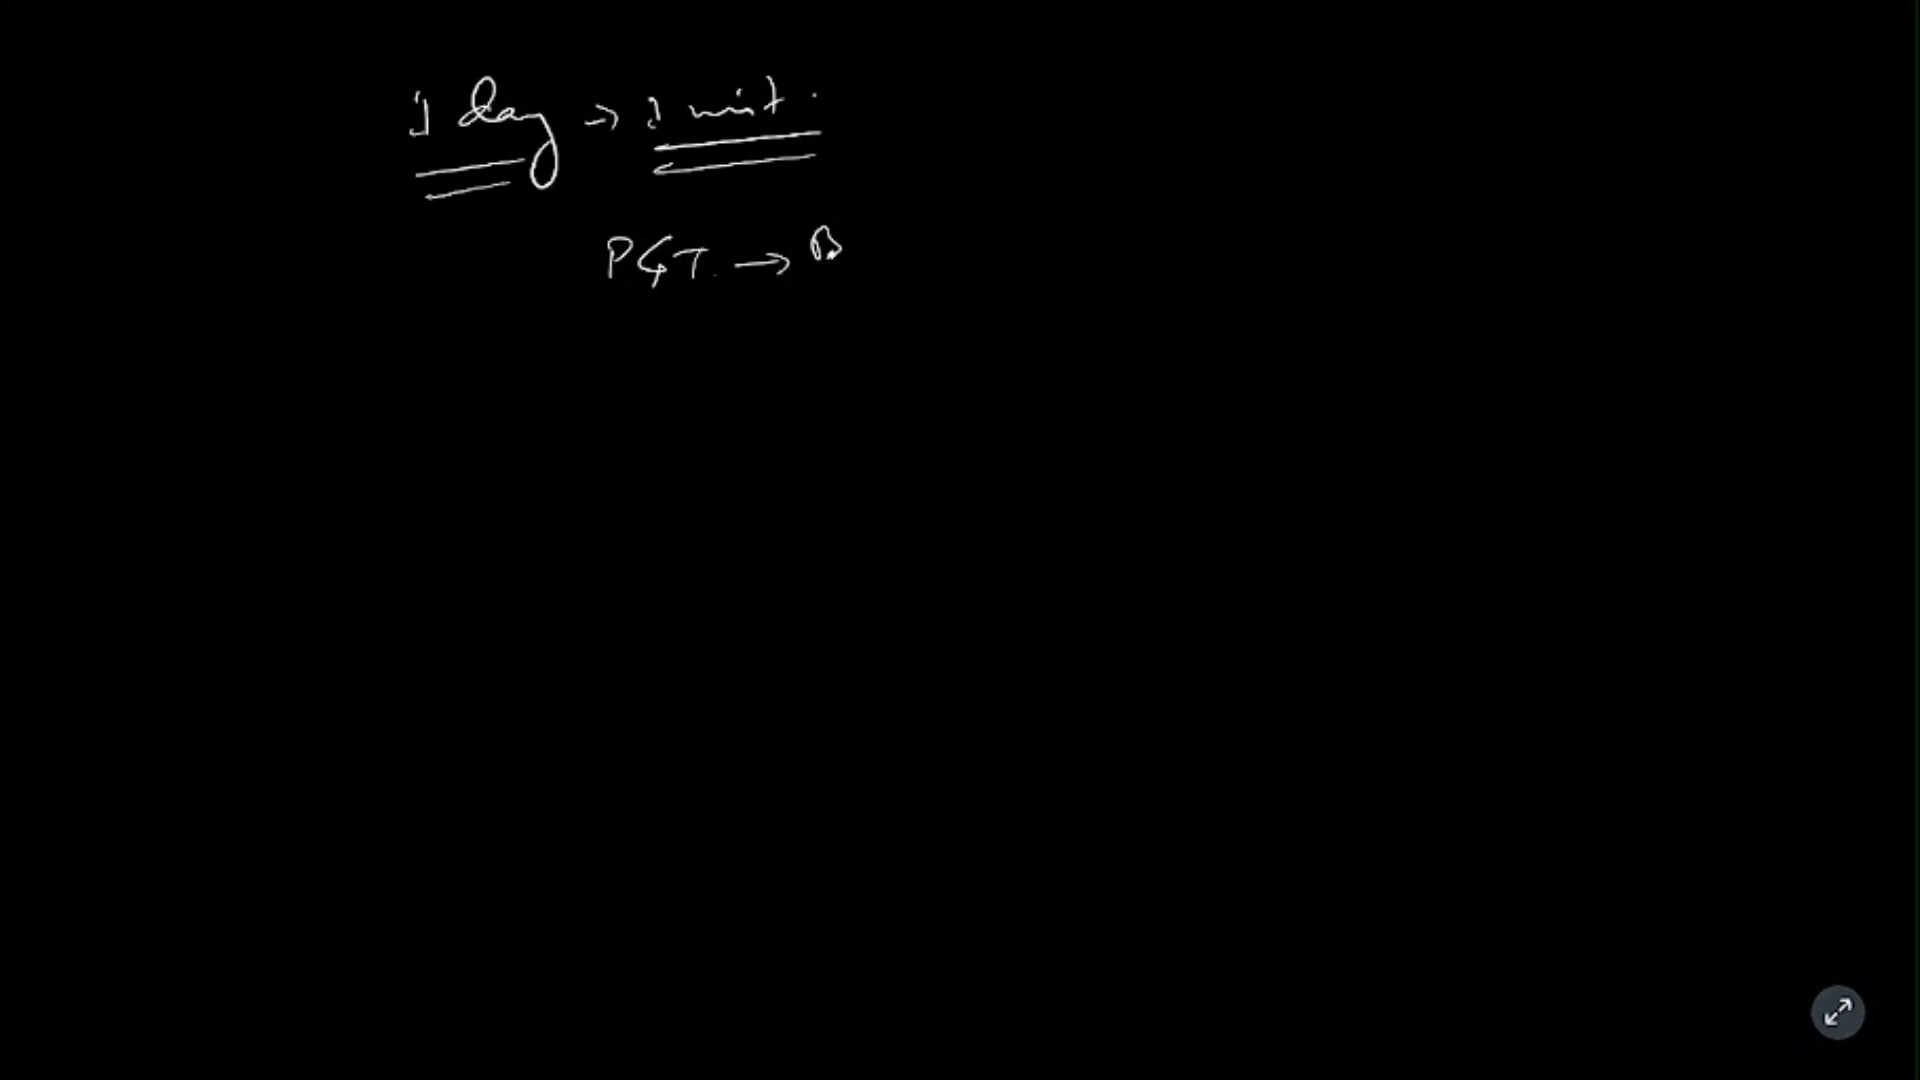 1 day → 1 unit.
PGT. → B